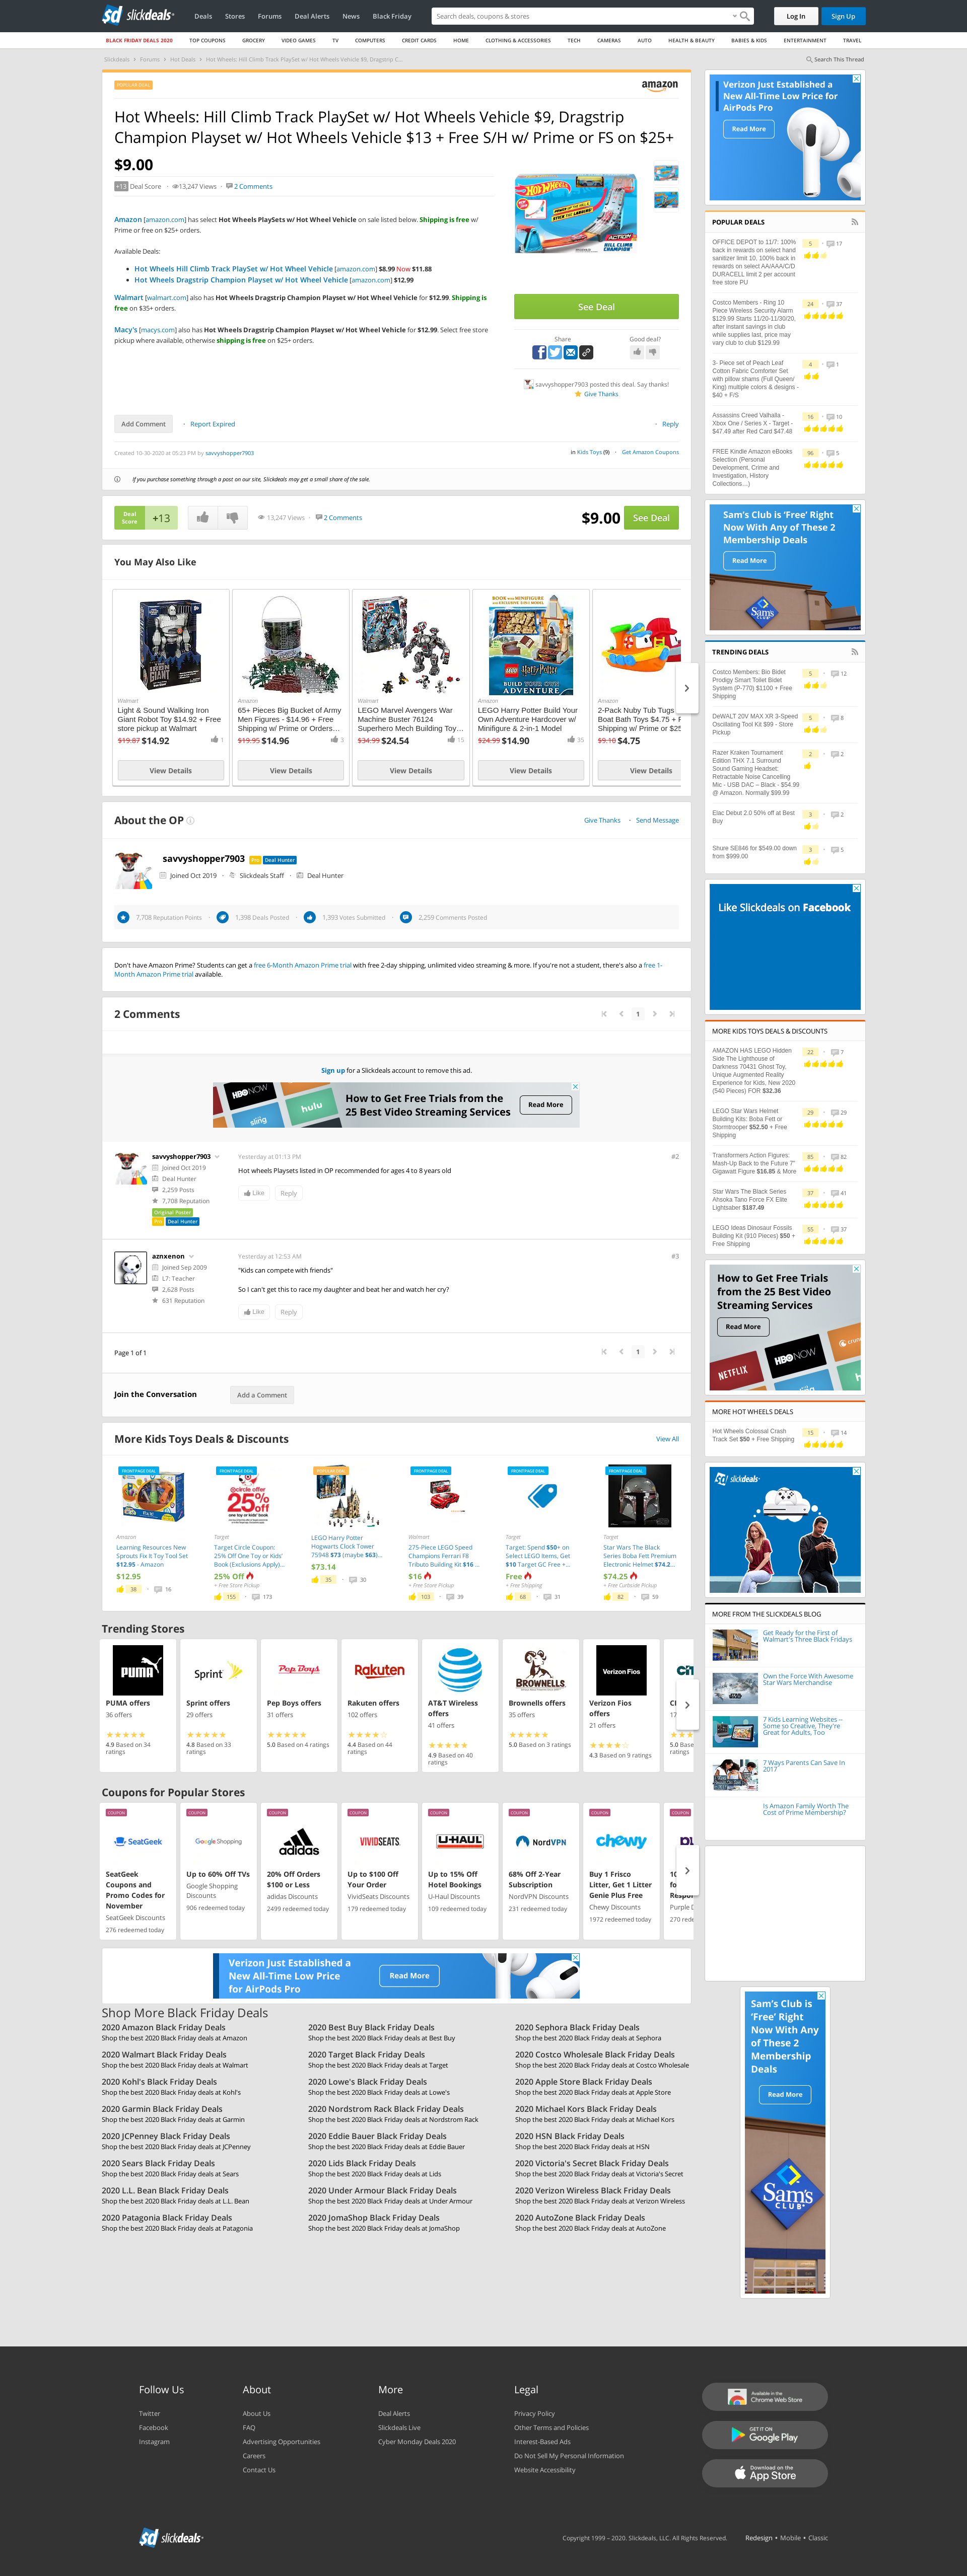 slickdeals
Deals
Stores
Forums
Deal Alerts
News
Black Friday
Search deals, coupons & stores
Log In
Sign Up
BLACK FRIDAY DEALS 2020
TOP COUPONS
GROCERY
VIDEO GAMES
TV
COMPUTERS
CREDIT CARDS
HOME
CLOTHING & ACCESSORIES
TECH
CAMERAS
AUTO
HEALTH & BEAUTY
BABIES & KIDS
ENTERTAINMENT
TRAVEL
Slickdeals › Forums › Hot Deals › Hot Wheels: Hill Climb Track PlaySet w/ Hot Wheels Vehicle $9, Dragstrip C...
Search This Thread
POPULAR DEAL
amazon
Hot Wheels: Hill Climb Track PlaySet w/ Hot Wheels Vehicle $9, Dragstrip
Champion Playset w/ Hot Wheels Vehicle $13 + Free S/H w/ Prime or FS on $25+
$9.00
+13 Deal Score
13,247 Views
2 Comments
Amazon [amazon.com] has select Hot Wheels PlaySets w/ Hot Wheel Vehicle on sale listed below. Shipping is free w/
Prime or free on $25+ orders.
Available Deals:
Hot Wheels Hill Climb Track PlaySet w/ Hot Wheel Vehicle [amazon.com] $8.99 Now $11.88
Hot Wheels Dragstrip Champion Playset w/ Hot Wheel Vehicle [amazon.com] $12.99
Walmart [walmart.com] also has Hot Wheels Dragstrip Champion Playset w/ Hot Wheel Vehicle for $12.99. Shipping is
free on $35+ orders.
Macy's [macys.com] also has Hot Wheels Dragstrip Champion Playset w/ Hot Wheel Vehicle for $12.99. Select free store
pickup where available, otherwise shipping is free on $25+ orders.
See Deal
Share
Good deal?
savvyshopper7903 posted this deal. Say thanks!
Give Thanks
Add Comment
Report Expired
Reply
Created 10-30-2020 at 05:23 PM by savvyshopper7903
in Kids Toys (9)
Get Amazon Coupons
If you purchase something through a post on our site, Slickdeals may get a small share of the sale.
Deal
Score
+13
13,247 Views
2 Comments
$9.00
See Deal
You May Also Like
Walmart
Light & Sound Walking Iron
Giant Robot Toy $14.92 + Free
store pickup at Walmart
$19.87 $14.92
1
View Details
Amazon
65+ Pieces Big Bucket of Army
Men Figures - $14.96 + Free
Shipping w/ Prime or Orders...
$19.95 $14.96
3
View Details
Walmart
LEGO Marvel Avengers War
Machine Buster 76124
Superhero Mech Building Toy...
$34.99 $24.54
15
View Details
Amazon
LEGO Harry Potter Build Your
Own Adventure Hardcover w/
Minifigure & 2-in-1 Model
$24.99 $14.90
35
View Details
Amazon
2-Pack Nuby Tub Tugs
Boat Bath Toys $4.75 + F
Shipping w/ Prime or $25
$9.10 $4.75
View Details
About the OP
Give Thanks
Send Message
savvyshopper7903
Pro
Deal Hunter
Joined Oct 2019
Slickdeals Staff
Deal Hunter
7,708 Reputation Points
1,398 Deals Posted
1,393 Votes Submitted
2,259 Comments Posted
Don't have Amazon Prime? Students can get a free 6-Month Amazon Prime trial with free 2-day shipping, unlimited video streaming & more. If you're not a student, there's also a free 1-
Month Amazon Prime trial available.
2 Comments
1
Sign up for a Slickdeals account to remove this ad.
HBO NOW
hulu
sling
How to Get Free Trials from the
25 Best Video Streaming Services
Read More
savvyshopper7903
Joined Oct 2019
Deal Hunter
2,259 Posts
7,708 Reputation
Original Poster
Pro
Deal Hunter
Yesterday at 01:13 PM
#2
Hot wheels Playsets listed in OP recommended for ages 4 to 8 years old
Like
Reply
aznxenon
Joined Sep 2009
L7: Teacher
2,628 Posts
631 Reputation
Yesterday at 12:53 AM
#3
"Kids can compete with friends"
So I can't get this to race my daughter and beat her and watch her cry?
Like
Reply
Page 1 of 1
1
Join the Conversation
Add a Comment
More Kids Toys Deals & Discounts
View All
FRONTPAGE DEAL
Amazon
Learning Resources New
Sprouts Fix It Toy Tool Set
$12.95 - Amazon
$12.95
38
16
FRONTPAGE DEAL
circle offer
25%
off
Target
Target Circle Coupon:
25% Off One Toy or Kids'
Book (Exclusions Apply)...
25% Off
+ Free Store Pickup
155
173
POPULAR DEAL
LEGO Harry Potter
Hogwarts Clock Tower
75948 $73 (maybe $63)...
$73.14
35
30
FRONTPAGE DEAL
Walmart
275-Piece LEGO Speed
Champions Ferrari F8
Tributo Building Kit $16 ...
$16
+ Free Store Pickup
103
39
FRONTPAGE DEAL
Target
Target: Spend $50+ on
Select LEGO Items, Get
$10 Target GC Free +...
Free
+ Free Shipping
68
31
FRONTPAGE DEAL
Target
Star Wars The Black
Series Boba Fett Premium
Electronic Helmet $74.2...
$74.25
+ Free Curbside Pickup
82
59
Trending Stores
PUMA offers
36 offers
4.9 Based on 34
ratings
Sprint offers
29 offers
4.8 Based on 33
ratings
Pep Boys offers
31 offers
5.0 Based on 4 ratings
Rakuten offers
102 offers
4.4 Based on 44
ratings
AT&T Wireless
offers
41 offers
4.9 Based on 40
ratings
Brownells offers
35 offers
5.0 Based on 3 ratings
Verizon Fios
offers
21 offers
4.3 Based on 9 ratings
Coupons for Popular Stores
COUPON
SeatGeek
SeatGeek
Coupons and
Promo Codes for
November
SeatGeek Discounts
276 redeemed today
COUPON
Google Shopping
Up to 60% Off TVs
Google Shopping
Discounts
906 redeemed today
COUPON
adidas
20% Off Orders
$100 or Less
adidas Discounts
2499 redeemed today
COUPON
VIVIDSEATS
Up to $100 Off
Your Order
VividSeats Discounts
179 redeemed today
COUPON
U-HAUL
Up to 15% Off
Hotel Bookings
U-Haul Discounts
109 redeemed today
COUPON
NordVPN
68% Off 2-Year
Subscription
NordVPN Discounts
231 redeemed today
COUPON
chewy
Buy 1 Frisco
Litter, Get 1 Litter
Genie Plus Free
Chewy Discounts
1972 redeemed today
COUPON
Verizon Just Established a
New All-Time Low Price
for AirPods Pro
Read More
Shop More Black Friday Deals
2020 Amazon Black Friday Deals
Shop the best 2020 Black Friday deals at Amazon
2020 Best Buy Black Friday Deals
Shop the best 2020 Black Friday deals at Best Buy
2020 Sephora Black Friday Deals
Shop the best 2020 Black Friday deals at Sephora
2020 Walmart Black Friday Deals
Shop the best 2020 Black Friday deals at Walmart
2020 Target Black Friday Deals
Shop the best 2020 Black Friday deals at Target
2020 Costco Wholesale Black Friday Deals
Shop the best 2020 Black Friday deals at Costco Wholesale
2020 Kohl's Black Friday Deals
Shop the best 2020 Black Friday deals at Kohl's
2020 Lowe's Black Friday Deals
Shop the best 2020 Black Friday deals at Lowe's
2020 Apple Store Black Friday Deals
Shop the best 2020 Black Friday deals at Apple Store
2020 Garmin Black Friday Deals
Shop the best 2020 Black Friday deals at Garmin
2020 Nordstrom Rack Black Friday Deals
Shop the best 2020 Black Friday deals at Nordstrom Rack
2020 Michael Kors Black Friday Deals
Shop the best 2020 Black Friday deals at Michael Kors
2020 JCPenney Black Friday Deals
Shop the best 2020 Black Friday deals at JCPenney
2020 Eddie Bauer Black Friday Deals
Shop the best 2020 Black Friday deals at Eddie Bauer
2020 HSN Black Friday Deals
Shop the best 2020 Black Friday deals at HSN
2020 Sears Black Friday Deals
Shop the best 2020 Black Friday deals at Sears
2020 Lids Black Friday Deals
Shop the best 2020 Black Friday deals at Lids
2020 Victoria's Secret Black Friday Deals
Shop the best 2020 Black Friday deals at Victoria's Secret
2020 L.L. Bean Black Friday Deals
Shop the best 2020 Black Friday deals at L.L. Bean
2020 Under Armour Black Friday Deals
Shop the best 2020 Black Friday deals at Under Armour
2020 Verizon Wireless Black Friday Deals
Shop the best 2020 Black Friday deals at Verizon Wireless
2020 Patagonia Black Friday Deals
Shop the best 2020 Black Friday deals at Patagonia
2020 JomaShop Black Friday Deals
Shop the best 2020 Black Friday deals at JomaShop
2020 AutoZone Black Friday Deals
Shop the best 2020 Black Friday deals at AutoZone
Verizon Just Established a
New All-Time Low Price for
AirPods Pro
Read More
POPULAR DEALS
OFFICE DEPOT to 11/7: 100%
back in rewards on select hand
sanitizer limit 10, 100% back in
rewards on select AA/AAA/C/D
DURACELL limit 2 per account
free store PU
5
17
Costco Members - Ring 10
Piece Wireless Security Alarm
$129.99 Starts 11/20-11/30/20,
after instant savings in club
while supplies last, price may
vary club to club $129.99
24
37
3- Piece set of Peach Leaf
Cotton Fabric Comforter Set
with pillow shams (Full Queen/
King) multiple colors & designs -
$40 + F/S
4
1
Assassins Creed Valhalla -
Xbox One / Series X - Target -
$47.49 after Red Card $47.48
16
10
FREE Kindle Amazon eBooks
Selection (Personal
Development, Crime and
Investigation, History
Collections…)
96
5
Sam's Club is 'Free' Right
Now With Any of These 2
Membership Deals
Read More
TRENDING DEALS
Costco Members: Bio Bidet
Prodigy Smart Toilet Bidet
System (P-770) $1100 + Free
Shipping
5
12
DeWALT 20V MAX XR 3-Speed
Oscillating Tool Kit $99 - Store
Pickup
5
8
Razer Kraken Tournament
Edition THX 7.1 Surround
Sound Gaming Headset:
Retractable Noise Cancelling
Mic - USB DAC – Black - $54.99
@ Amazon. Normally $99.99
2
2
Elac Debut 2.0 50% off at Best
Buy
3
2
Shure SE846 for $549.00 down
from $999.00
3
5
Like Slickdeals on Facebook
MORE KIDS TOYS DEALS & DISCOUNTS
AMAZON HAS LEGO Hidden
Side The Lighthouse of
Darkness 70431 Ghost Toy,
Unique Augmented Reality
Experience for Kids, New 2020
(540 Pieces) FOR $32.36
22
7
LEGO Star Wars Helmet
Building Kits: Boba Fett or
Stormtrooper $52.50 + Free
Shipping
29
29
Transformers Action Figures:
Mash-Up Back to the Future 7"
Gigawatt Figure $16.85 & More
85
82
Star Wars The Black Series
Ahsoka Tano Force FX Elite
Lightsaber $187.49
37
41
LEGO Ideas Dinosaur Fossils
Building Kit (910 Pieces) $50 +
Free Shipping
55
37
How to Get Free Trials
from the 25 Best Video
Streaming Services
Read More
NETFLIX
HBO NOW
MORE HOT WHEELS DEALS
Hot Wheels Colossal Crash
Track Set $50 + Free Shipping
15
14
slickdeals
MORE FROM THE SLICKDEALS BLOG
Get Ready for the First of
Walmart's Three Black Fridays
Own the Force With Awesome
Star Wars Merchandise
7 Kids Learning Websites --
Some so Creative, They're
Great for Adults, Too
7 Ways Parents Can Save In
2017
Is Amazon Family Worth The
Cost of Prime Membership?
Sam's Club is
'Free' Right
Now With Any
of These 2
Membership
Deals
Read More
Sam's
CLUB
Follow Us
Twitter
Facebook
Instagram
About
About Us
FAQ
Advertising Opportunities
Careers
Contact Us
More
Deal Alerts
Slickdeals Live
Cyber Monday Deals 2020
Legal
Privacy Policy
Other Terms and Policies
Interest-Based Ads
Do Not Sell My Personal Information
Website Accessibility
Available in the
Chrome Web Store
GET IT ON
Google Play
Download on the
App Store
slickdeals
Copyright 1999 – 2020. Slickdeals, LLC. All Rights Reserved.
Redesign • Mobile • Classic